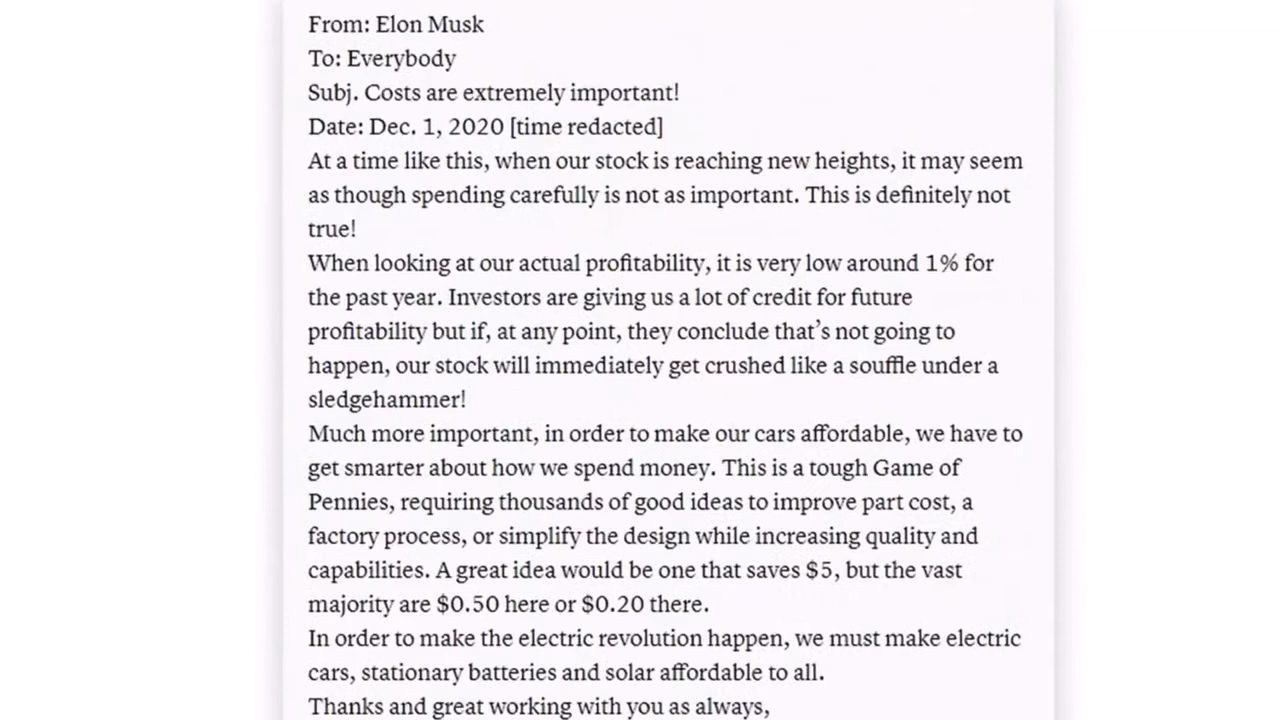 From: Elon Musk
To: Everybody
Subj. Costs are extremely important!
Date: Dec. 1, 2020 [time redacted]
At a time like this, when our stock is reaching new heights, it may seem
as though spending carefully is not as important. This is definitely not
true!
When looking at our actual profitability, it is very low around 1% for
the past year. Investors are giving us a lot of credit for future
profitability but if, at any point, they conclude that’s not going to
happen, our stock will immediately get crushed like a souffle under a
sledgehammer!
Much more important, in order to make our cars affordable, we have to
get smarter about how we spend money. This is a tough Game of
Pennies, requiring thousands of good ideas to improve part cost, a
factory process, or simplify the design while increasing quality and
capabilities. A great idea would be one that saves $5, but the vast
majority are $0.50 here or $0.20 there.
In order to make the electric revolution happen, we must make electric
cars, stationary batteries and solar affordable to all.
Thanks and great working with you as always,